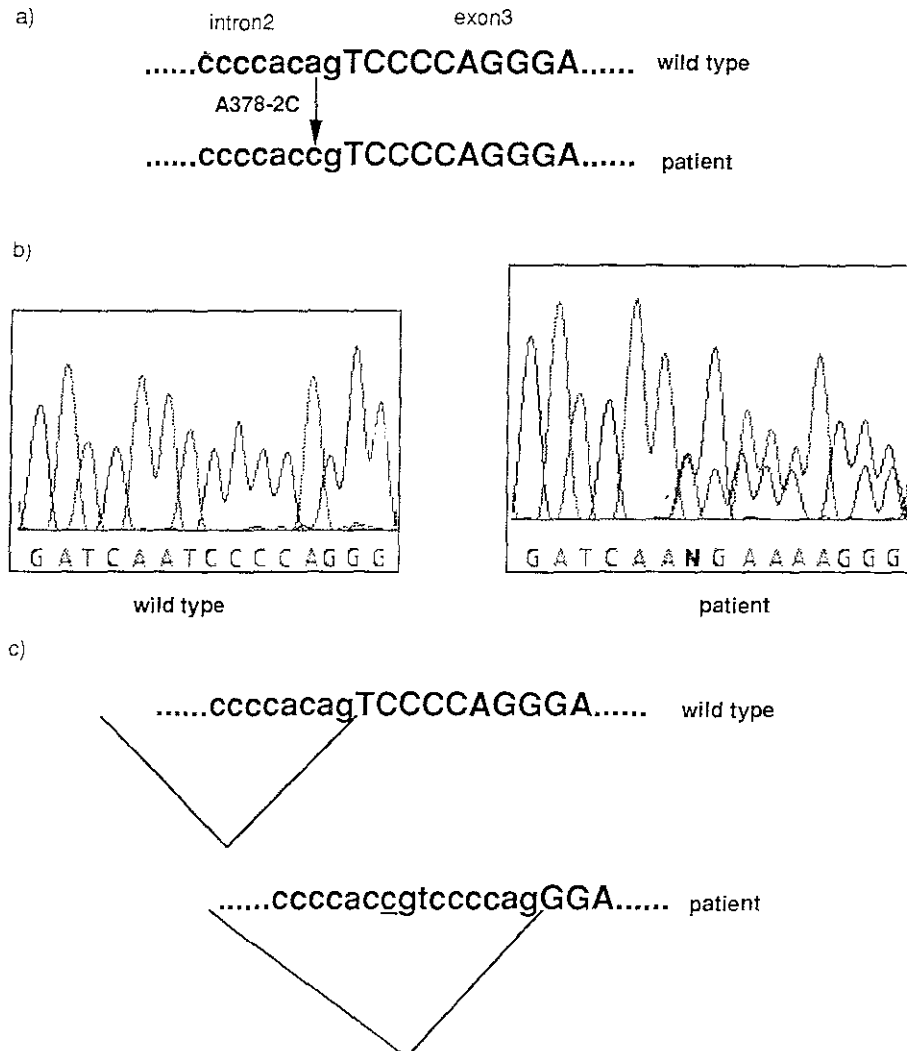 a)
intron2 exon3
......ccccacagTCCCCAGGGA...... wild type
A378-2C
......ccccaccgTCCCCAGGGA...... patient
b)
G A T C A A T C C C C A G G G
G A T C A A N G A A A A G G G
wild type patient
c)
......ccccacagTCCCCAGGGA...... wild type
......ccccaccgtccccagGGA...... patient